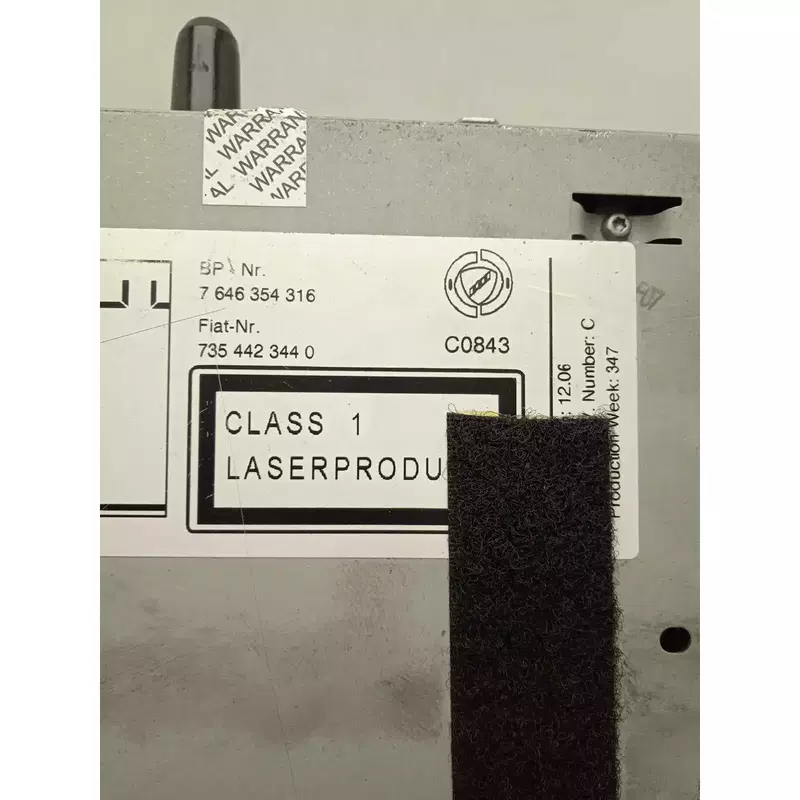 WARRAN
WARRAN
AL WARRAN
WARR
BP Nr.
7 646 354 316
Fiat-Nr.
735 442 344 0
C0843
CLASS 1
LASERPRODU
: 12.06
Number: C
Production Week: 347